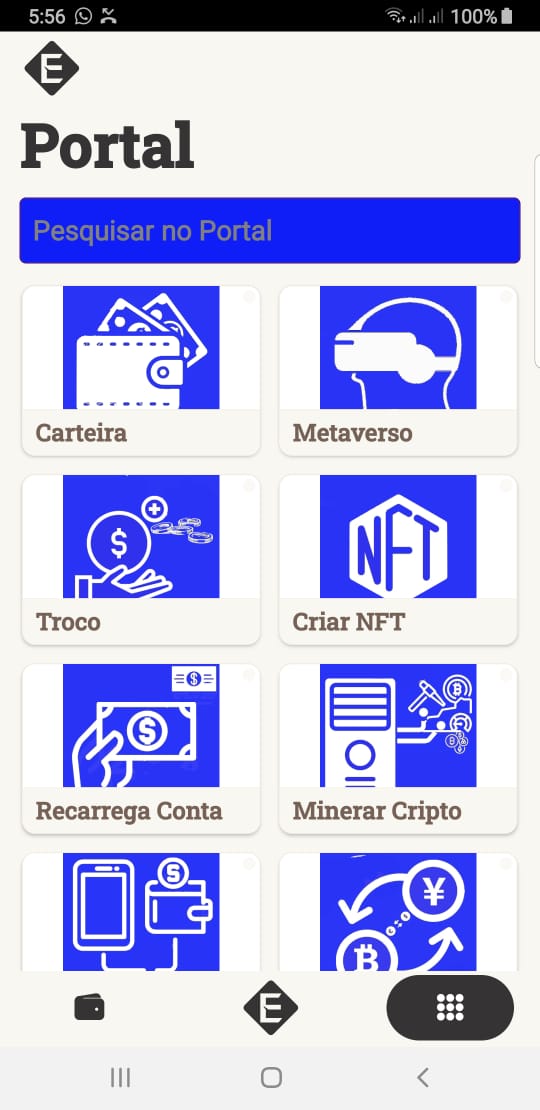 5:56 100%
E
Portal
Pesquisar no Portal
Carteira
Metaverso
$
Troco
NFT
Criar NFT
$
$
Recarrega Conta
Minerar Cripto
S
¥
B
E